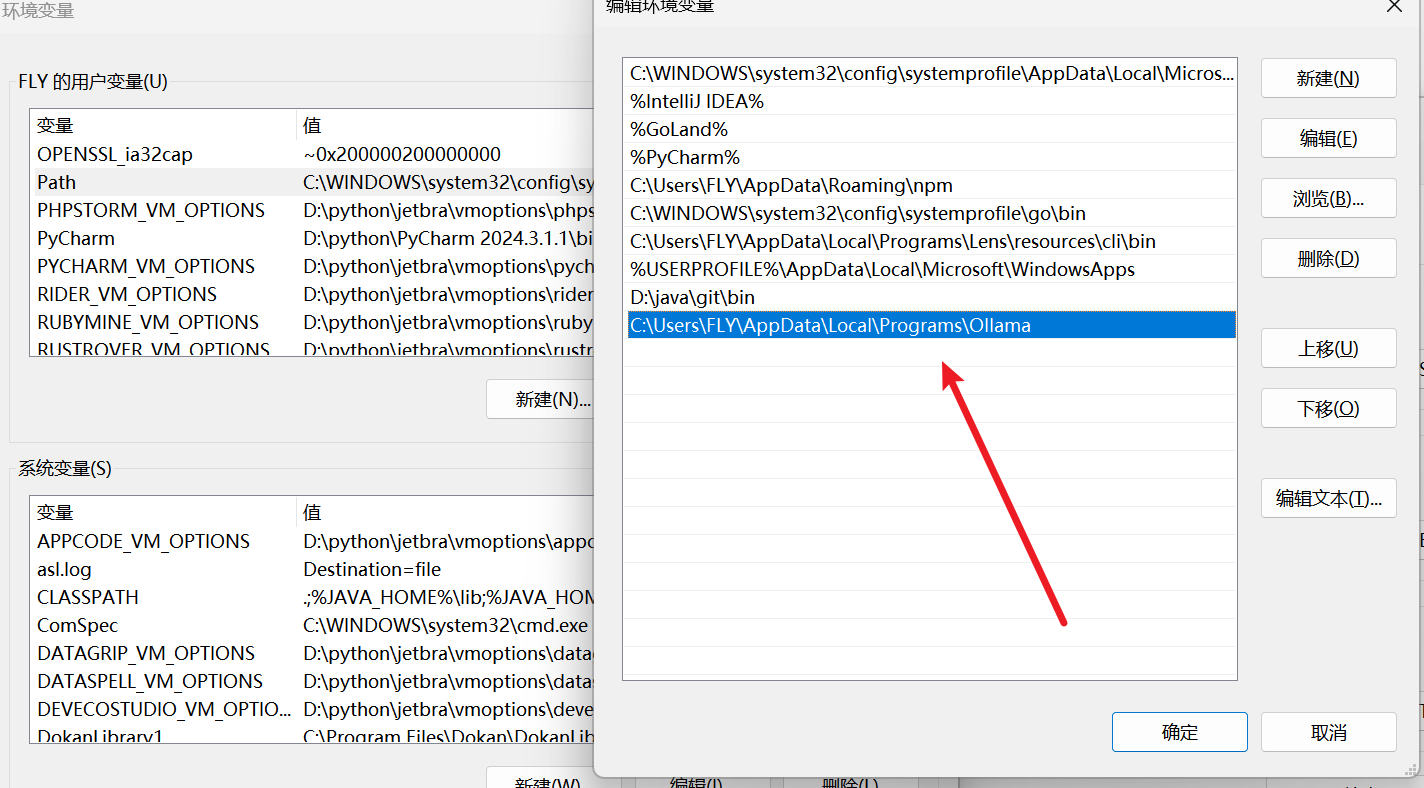 环境变量
FLY 的用户变量(U)
变量 值
OPENSSL_ia32cap ~0x200000200000000
Path C:\WINDOWS\system32\config\sy
PHPSTORM_VM_OPTIONS D:\python\jetbra\vmoptions\phps
PyCharm D:\python\PyCharm 2024.3.1.1\bi
PYCHARM_VM_OPTIONS D:\python\jetbra\vmoptions\pych
RIDER_VM_OPTIONS D:\python\jetbra\vmoptions\rider
RUBYMINE_VM_OPTIONS D:\python\jetbra\vmoptions\ruby
RUSTROVER_VM_OPTIONS D:\python\jetbra\vmoptions\rustr
新建(N)...
系统变量(S)
变量 值
APPCODE_VM_OPTIONS D:\python\jetbra\vmoptions\appc
asl.log Destination=file
CLASSPATH .;%JAVA_HOME%\lib;%JAVA_HOM
ComSpec C:\WINDOWS\system32\cmd.exe
DATAGRIP_VM_OPTIONS D:\python\jetbra\vmoptions\data
DATASPELL_VM_OPTIONS D:\python\jetbra\vmoptions\datas
DEVECOSTUDIO_VM_OPTIO... D:\python\jetbra\vmoptions\deve
DokanLibrary1 C:\Program Files\Dokan\DokanLib
新建(W)... 编辑(I)... 删除(L)
编辑环境变量
C:\WINDOWS\system32\config\systemprofile\AppData\Local\Micros...
%IntelliJ IDEA%
%GoLand%
%PyCharm%
C:\Users\FLY\AppData\Roaming\npm
C:\WINDOWS\system32\config\systemprofile\go\bin
C:\Users\FLY\AppData\Local\Programs\Lens\resources\cli\bin
%USERPROFILE%\AppData\Local\Microsoft\WindowsApps
D:\java\git\bin
C:\Users\FLY\AppData\Local\Programs\Ollama
新建(N)
编辑(E)
浏览(B)...
删除(D)
上移(U)
下移(O)
编辑文本(T)...
确定
取消